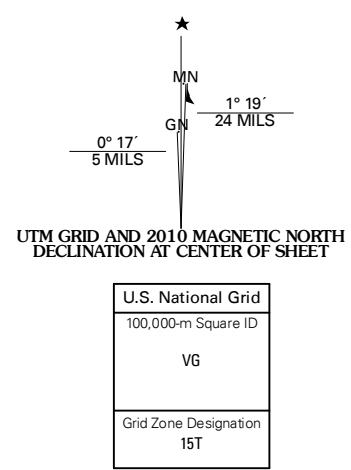 MN
1° 19´
24 MILS
GN
0° 17´
5 MILS
UTM GRID AND 2010 MAGNETIC NORTH
DECLINATION AT CENTER OF SHEET
U.S. National Grid
100,000-m Square ID
VG
Grid Zone Designation
15T